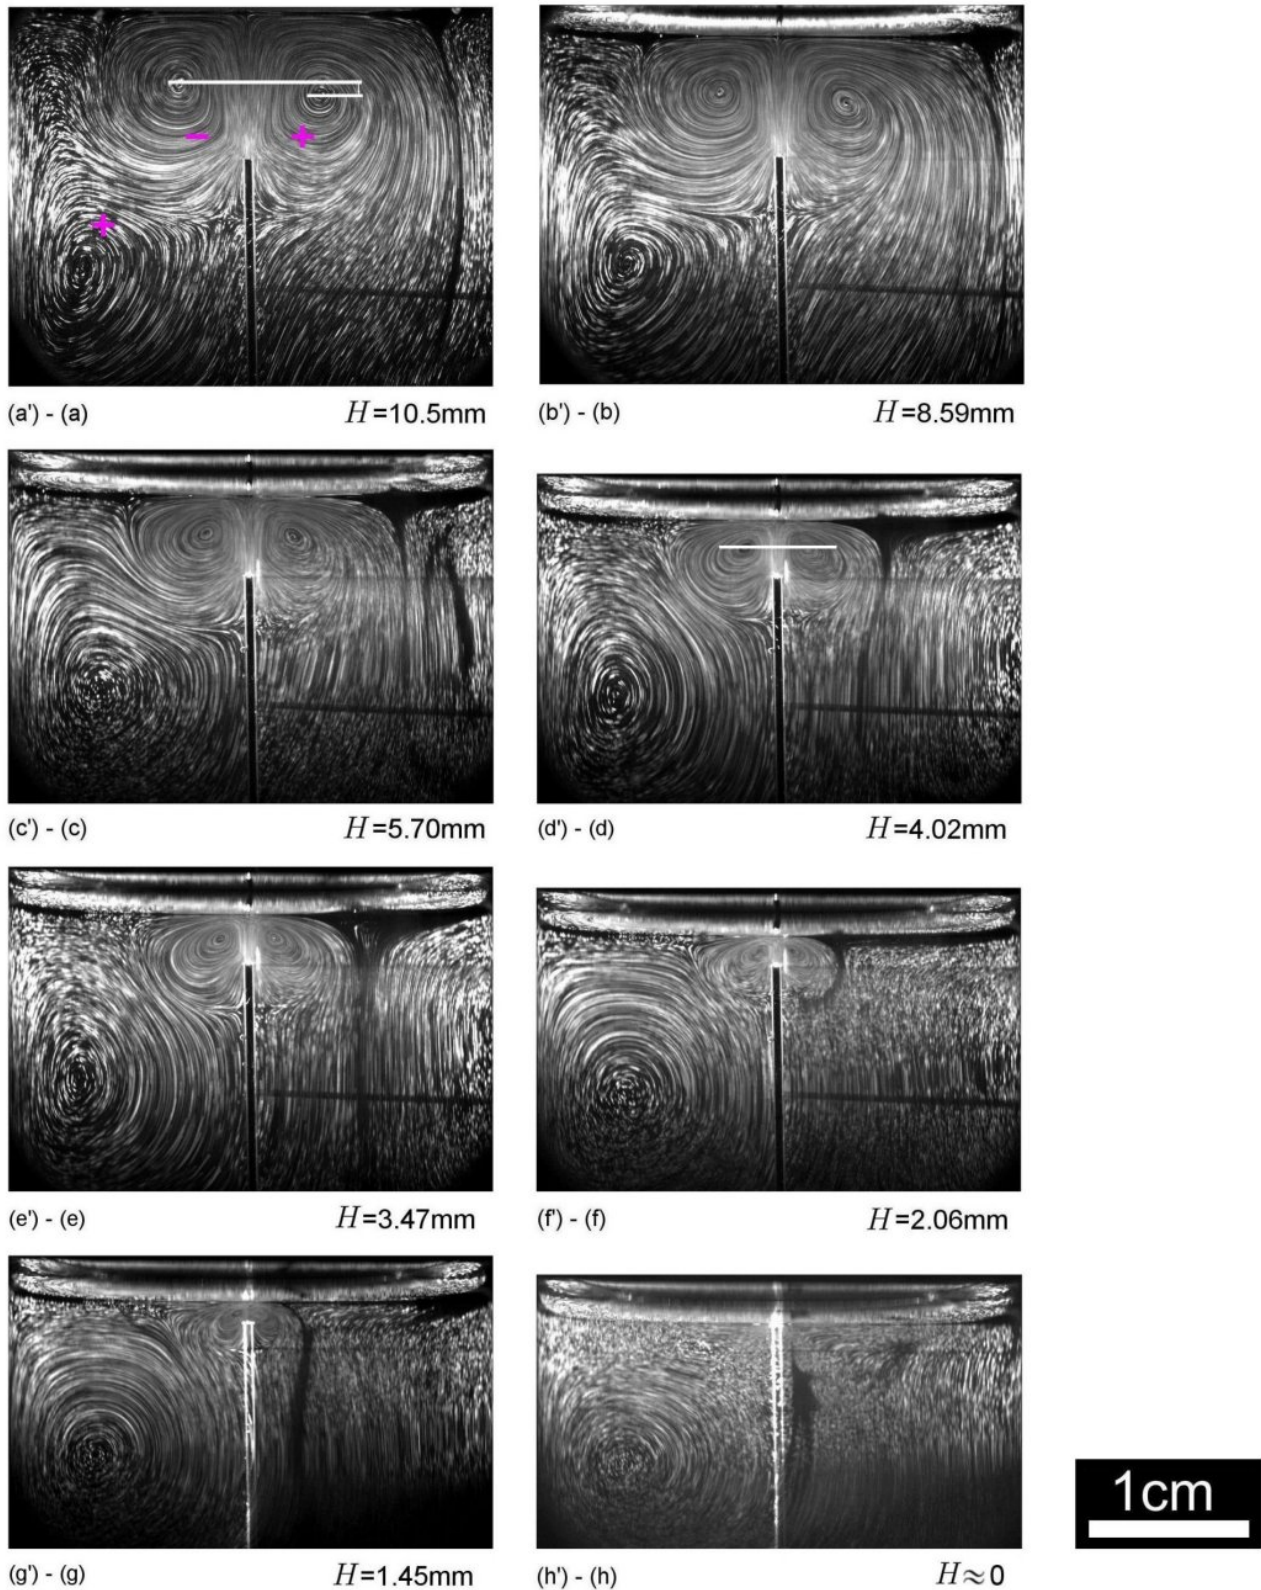 (a') - (a) H=10.5mm
(b') - (b) H=8.59mm
(c') - (c) H=5.70mm
(d') - (d) H=4.02mm
(e') - (e) H=3.47mm
(f') - (f) H=2.06mm
(g') - (g) H=1.45mm
(h') - (h) H≈0
1cm